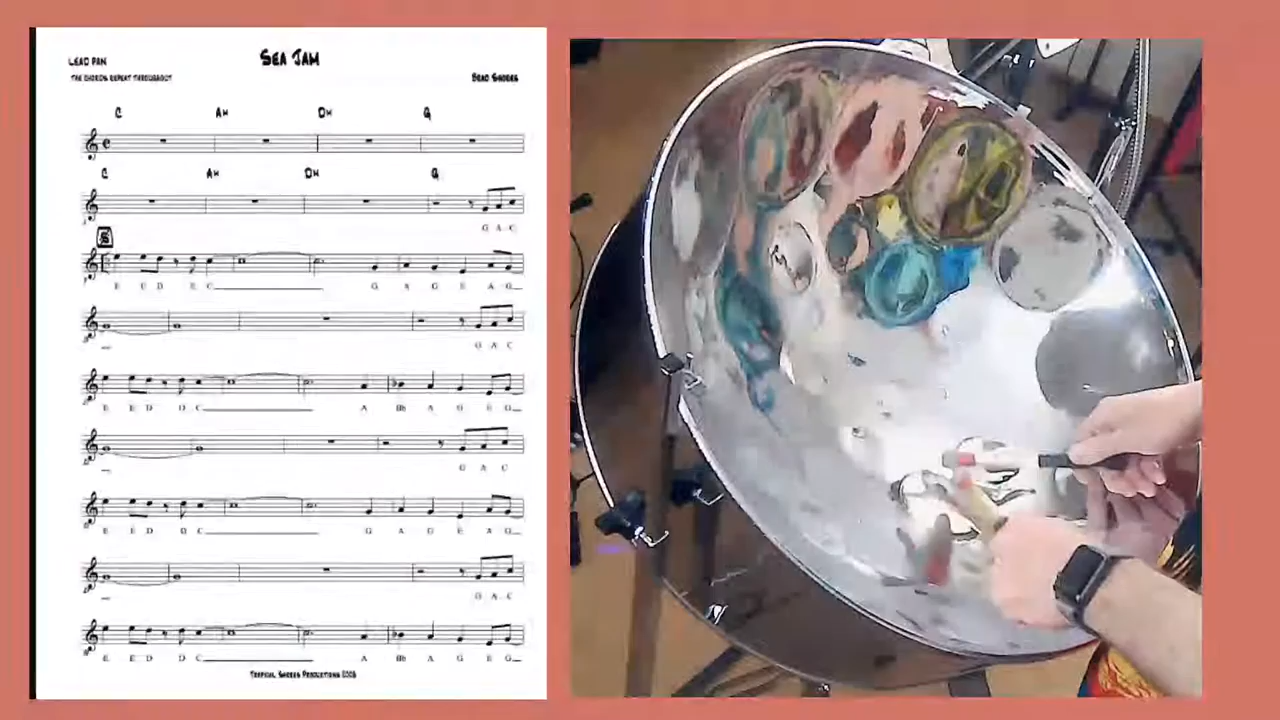 Sea Jam
Lead Pan
The chords repeat throughout
Brad Shores
C Am Dm G
C Am Dm G
G A C
E E D D C G A G E A G
G A C
E E D D C A Bb A G E G
G A C
E E D D C G A G E A G
G A C
E E D D C A Bb A G E G
Tropical Shores Productions